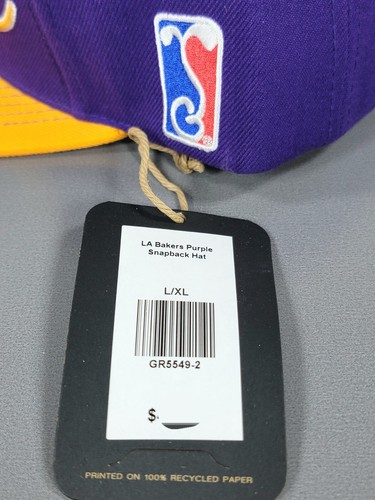 LA Bakers Purple
Snapback Hat
L/XL
GR5549-2
$
PRINTED ON 100% RECYCLED PAPER